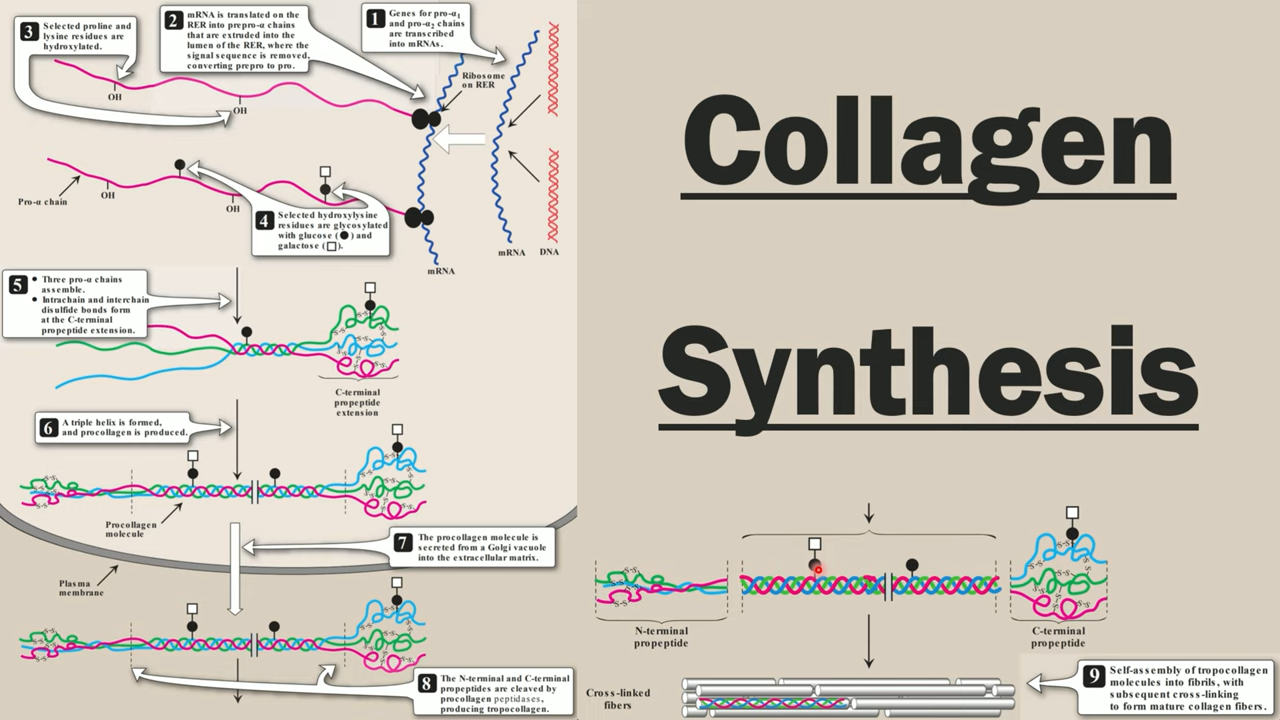 3 Selected proline and
lysine residues are
hydroxylated.
2 mRNA is translated on the
RER into prepro-α chains
that are extruded into the
lumen of the RER, where the
signal sequence is removed,
converting prepro to pro.
1 Genes for pro-α1
and pro-α2 chains
are transcribed
into mRNAs.
Ribosome
on RER
OH
OH
Pro-α chain
OH
OH
4 Selected hydroxylysine
residues are glycosylated
with glucose ( ) and
galactose ( ).
mRNA
mRNA
DNA
5 • Three pro-α chains
assemble.
• Intrachain and interchain
disulfide bonds form
at the C-terminal
propeptide extension.
-S-S-
-S-S-
-S-S-
C-terminal
propeptide
extension
6 A triple helix is formed,
and procollagen is produced.
-S-S-
S-S
-S-S-
-S-S-
Procollagen
molecule
7 The procollagen molecule is
secreted from a Golgi vacuole
into the extracellular matrix.
Plasma
membrane
-S-S-
S-S
-S-S-
-S-S-
8 The N-terminal and C-terminal
propeptides are cleaved by
procollagen peptidases,
producing tropocollagen.
Collagen
Synthesis
-S-S-
S-S
-S-S-
-S-S-
N-terminal
propeptide
C-terminal
propeptide
Cross-linked
fibers
9 Self-assembly of tropocollagen
molecules into fibrils, with
subsequent cross-linking
to form mature collagen fibers.